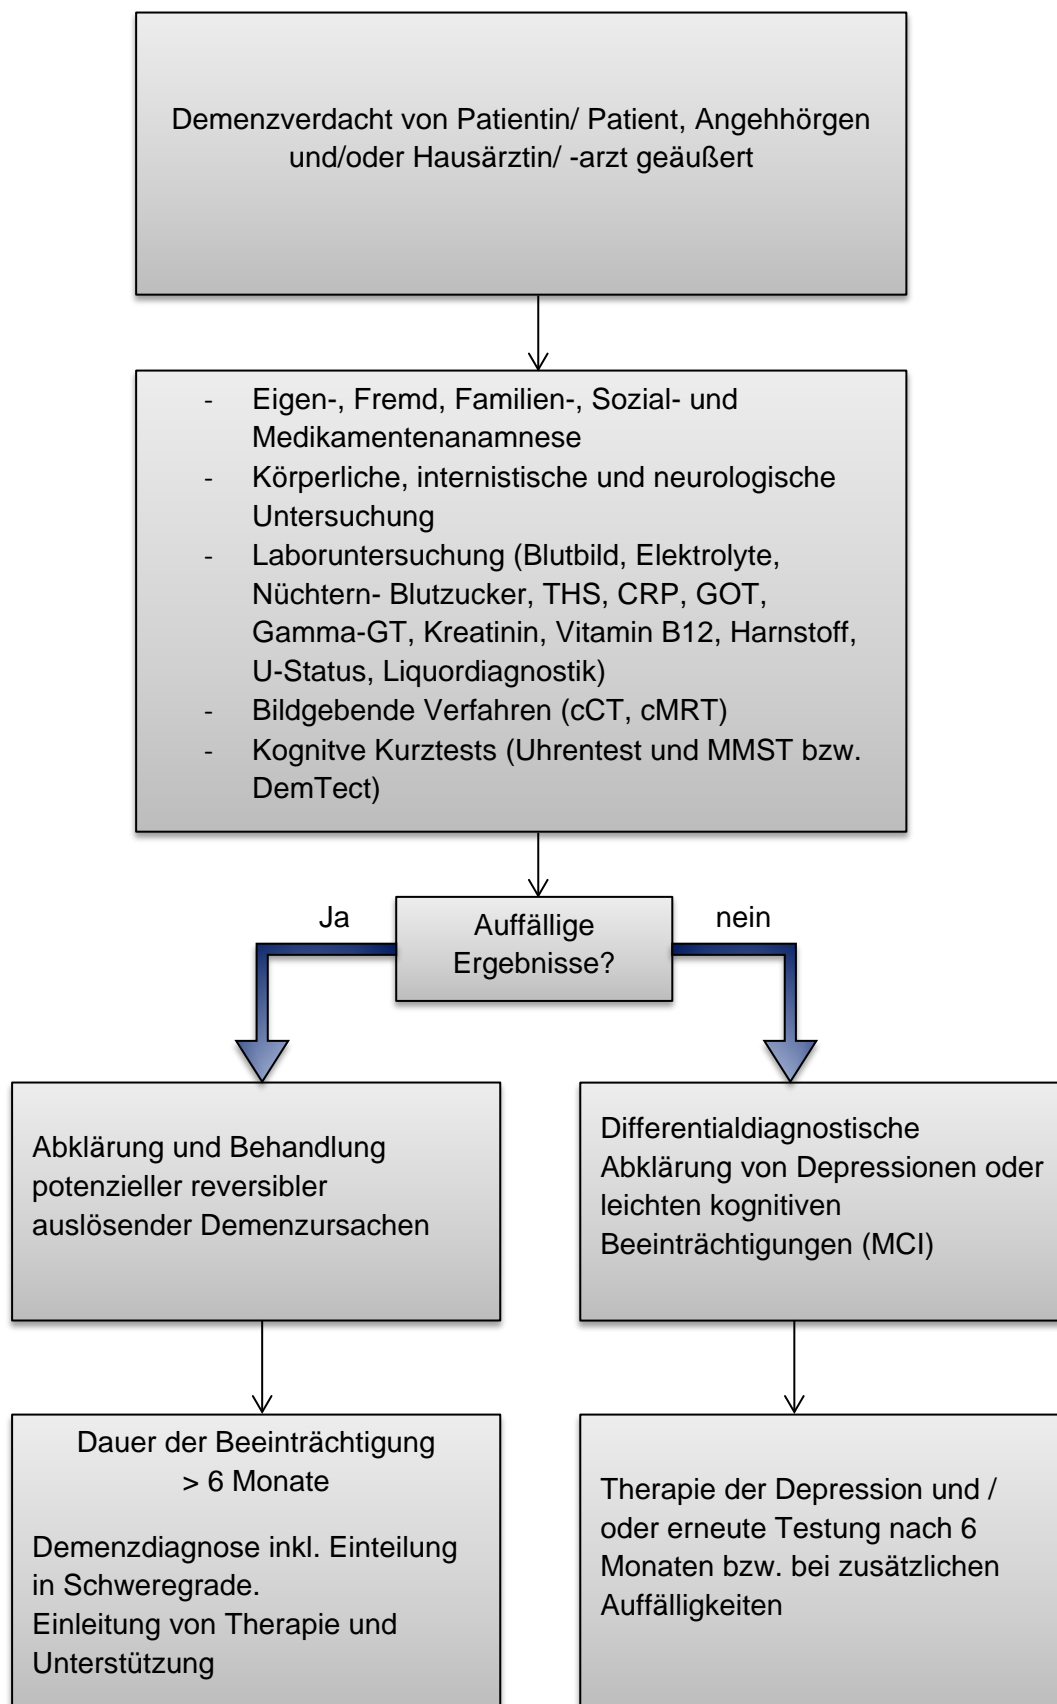 Demenzverdacht von Patientin/ Patient, Angehhörgen
und/oder Hausärztin/ -arzt geäußert
- Eigen-, Fremd, Familien-, Sozial- und
Medikamentenanamnese
- Körperliche, internistische und neurologische
Untersuchung
- Laboruntersuchung (Blutbild, Elektrolyte,
Nüchtern- Blutzucker, THS, CRP, GOT,
Gamma-GT, Kreatinin, Vitamin B12, Harnstoff,
U-Status, Liquordiagnostik)
- Bildgebende Verfahren (cCT, cMRT)
- Kognitve Kurztests (Uhrentest und MMST bzw.
DemTect)
Ja
Auffällige
Ergebnisse?
nein
Abklärung und Behandlung
potenzieller reversibler
auslösender Demenzursachen
Differentialdiagnostische
Abklärung von Depressionen oder
leichten kognitiven
Beeinträchtigungen (MCI)
Dauer der Beeinträchtigung
> 6 Monate
Demenzdiagnose inkl. Einteilung
in Schweregrade.
Einleitung von Therapie und
Unterstützung
Therapie der Depression und /
oder erneute Testung nach 6
Monaten bzw. bei zusätzlichen
Auffälligkeiten